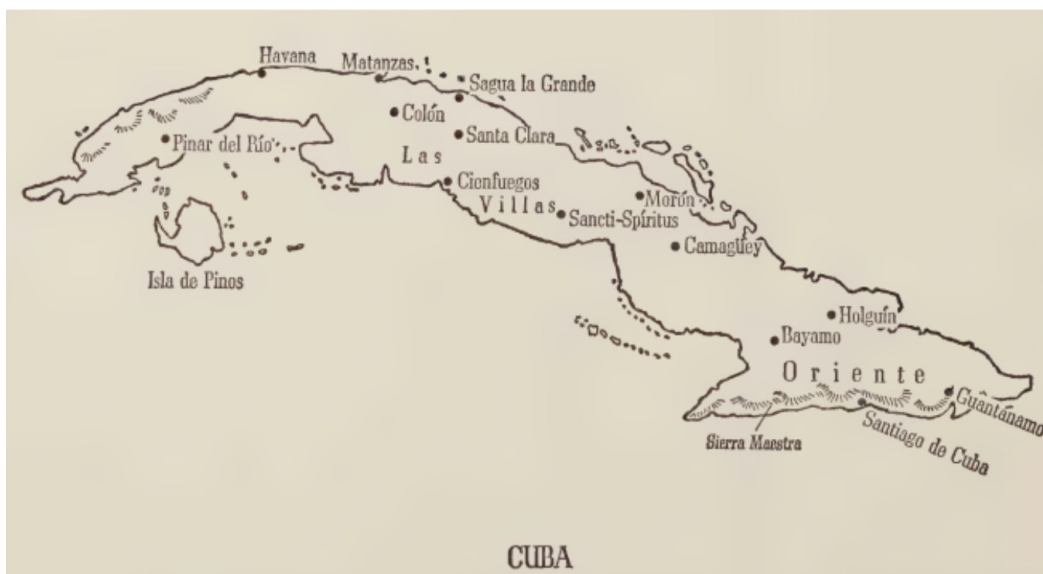 Havana
Matanzas
Sagua la Grande
Colón
Santa Clara
Pinar del Río
Las
Cienfuegos
Villas
Morón
Sancti-Spíritus
Camagüey
Isla de Pinos
Holguín
Bayamo
Oriente
Guantánamo
Santiago de Cuba
Sierra Maestra
CUBA